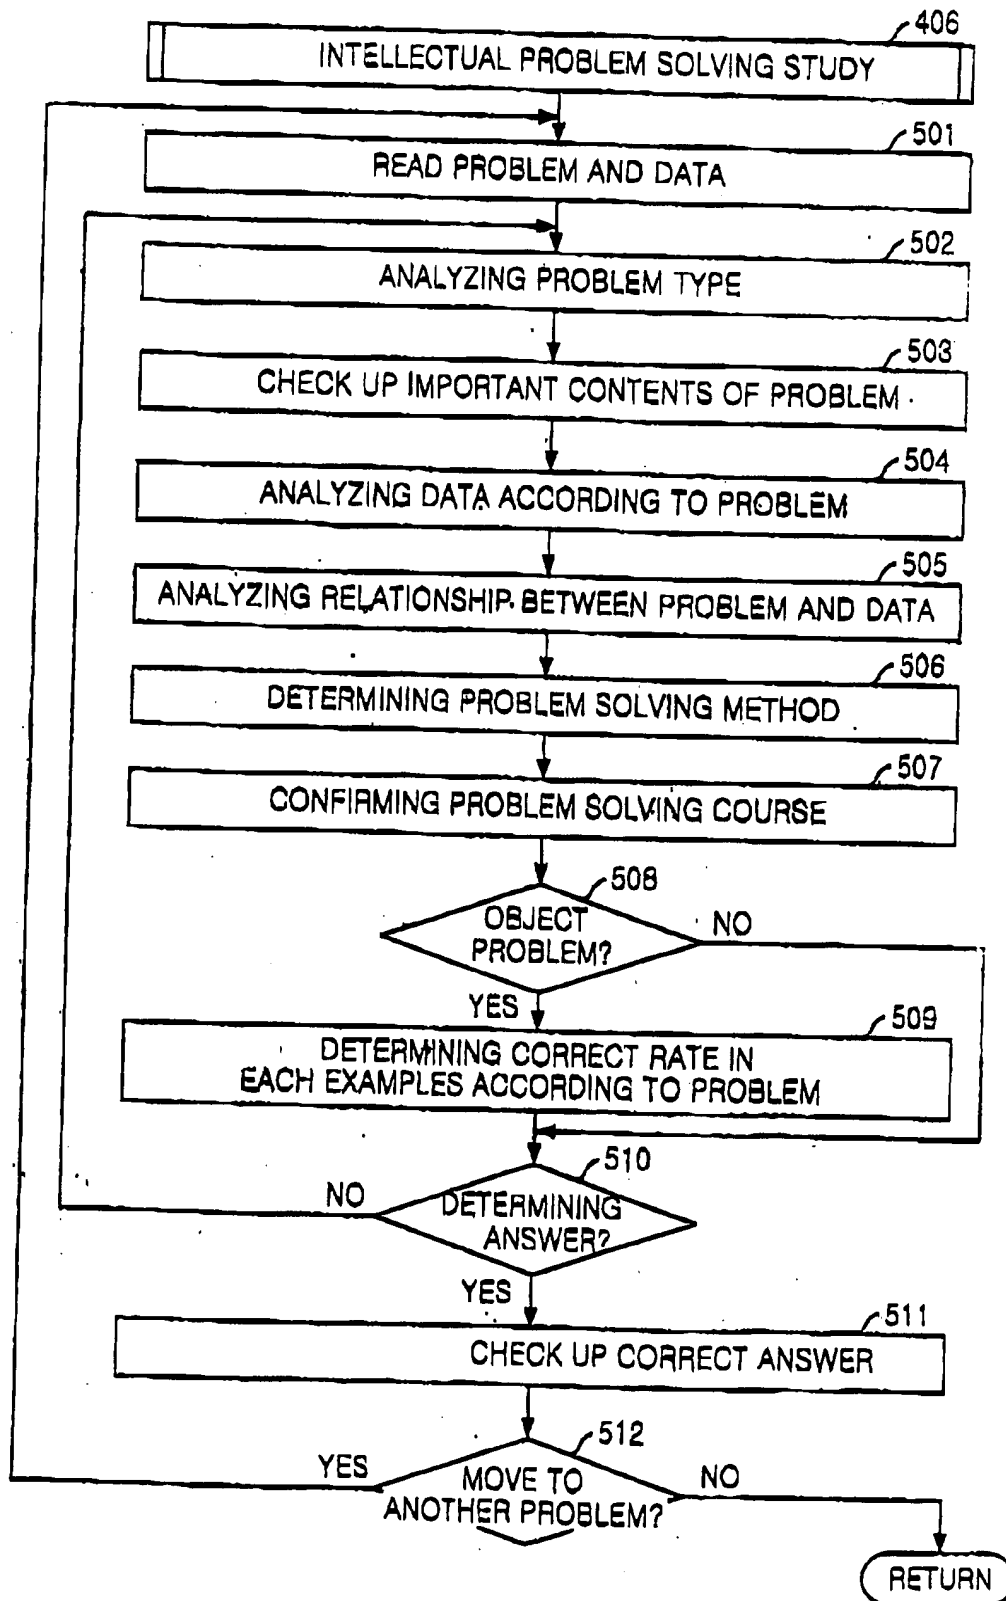 406
INTELLECTUAL PROBLEM SOLVING STUDY
501
READ PROBLEM AND DATA
502
ANALYZING PROBLEM TYPE
503
CHECK UP IMPORTANT CONTENTS OF PROBLEM
504
ANALYZING DATA ACCORDING TO PROBLEM
505
ANALYZING RELATIONSHIP BETWEEN PROBLEM AND DATA
506
DETERMINING PROBLEM SOLVING METHOD
507
CONFIRMING PROBLEM SOLVING COURSE
508
OBJECT
PROBLEM?
NO
YES
509
DETERMINING CORRECT RATE IN
EACH EXAMPLES ACCORDING TO PROBLEM
510
NO
DETERMINING
ANSWER?
YES
511
CHECK UP CORRECT ANSWER
512
YES
MOVE TO
ANOTHER PROBLEM?
NO
RETURN